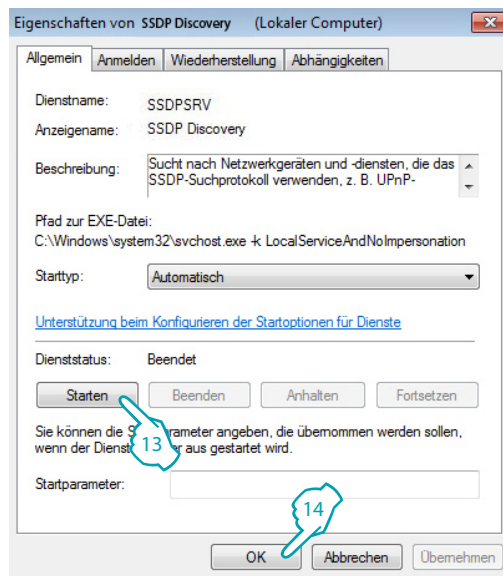 Eigenschaften von SSDP Discovery (Lokaler Computer)
Allgemein Anmelden Wiederherstellung Abhängigkeiten
Dienstname: SSDPSRV
Anzeigename: SSDP Discovery
Beschreibung: Sucht nach Netzwerkgeräten und -diensten, die das
SSDP-Suchprotokoll verwenden, z. B. UPnP-
Pfad zur EXE-Datei:
C:\Windows\system32\svchost.exe -k LocalServiceAndNoImpersonation
Starttyp: Automatisch
Unterstützung beim Konfigurieren der Startoptionen für Dienste
Dienststatus: Beendet
Starten Beenden Anhalten Fortsetzen
13
Sie können die angeben, die übernommen werden sollen,
wenn der aus gestartet wird.
Startparameter:
14
OK Abbrechen Übernehmen